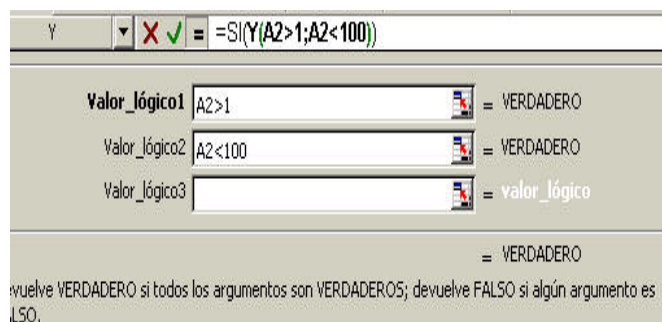 Y = =SI(Y(A2>1;A2<100))
Valor_lógico1 A2>1 = VERDADERO
Valor_lógico2 A2<100 = VERDADERO
Valor_lógico3 = valor_lógico
= VERDADERO
evuelve VERDADERO si todos los argumentos son VERDADEROS; devuelve FALSO si algún argumento es
ALSO.